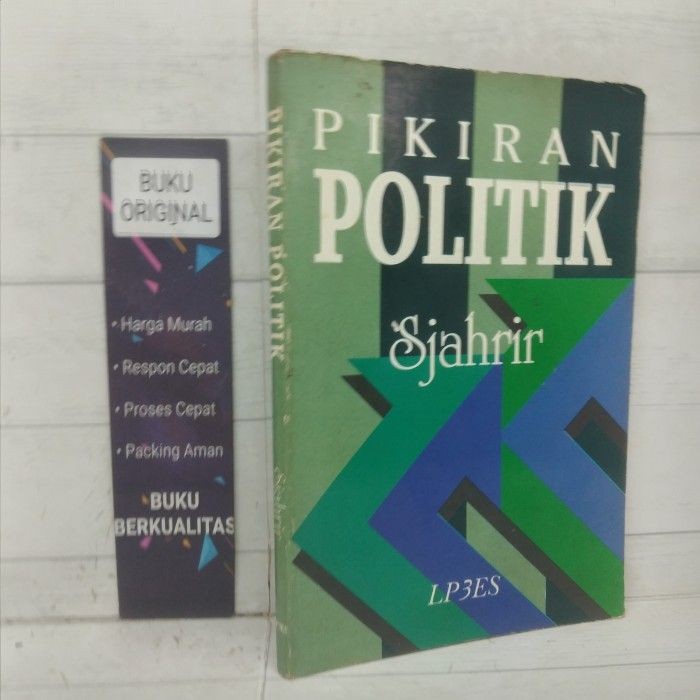 BUKU
ORIGINAL
• Harga Murah
• Respon Cepat
• Proses Cepat
• Packing Aman
BUKU
BERKUALITAS
PIKIRAN POLITIK
Sjahrir
PIKIRAN
POLITIK
Sjahrir
LP3ES